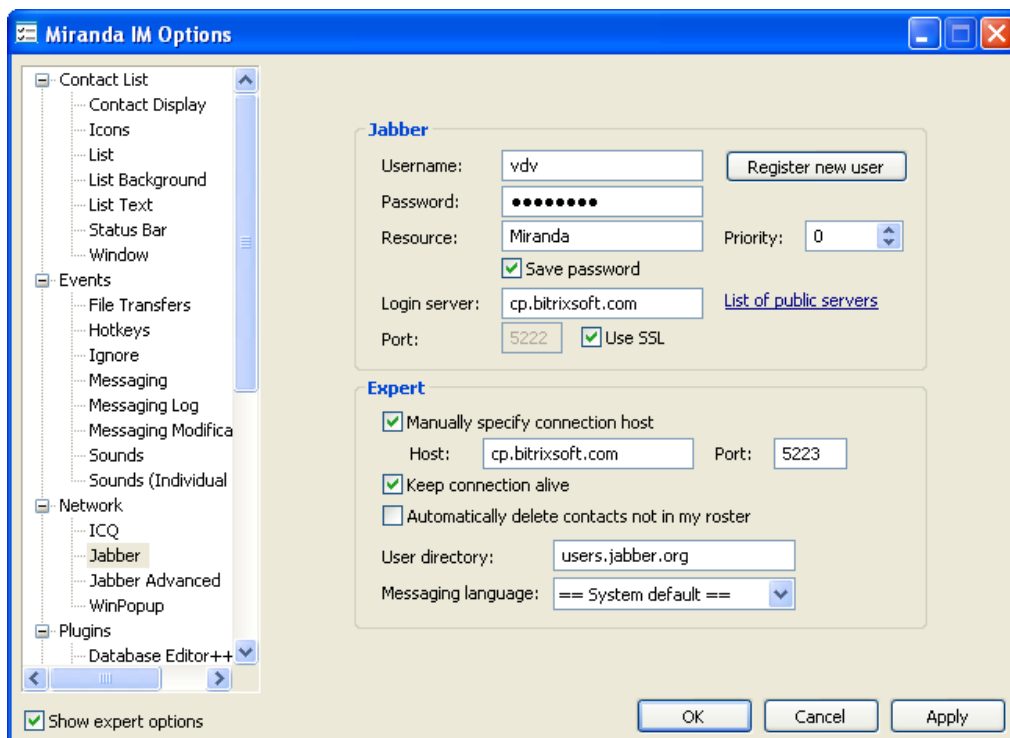 Miranda IM Options
Contact List
Contact Display
Icons
List
List Background
List Text
Status Bar
Window
Events
File Transfers
Hotkeys
Ignore
Messaging
Messaging Log
Messaging Modifica
Sounds
Sounds (Individual
Network
ICQ
Jabber
Jabber Advanced
WinPopup
Plugins
Database Editor++
Show expert options
Jabber
Username: vdv Register new user
Password: ●●●●●●●●
Resource: Miranda Priority: 0
Save password
Login server: cp.bitrixsoft.com List of public servers
Port: 5222 Use SSL
Expert
Manually specify connection host
Host: cp.bitrixsoft.com Port: 5223
Keep connection alive
Automatically delete contacts not in my roster
User directory: users.jabber.org
Messaging language: == System default ==
OK Cancel Apply